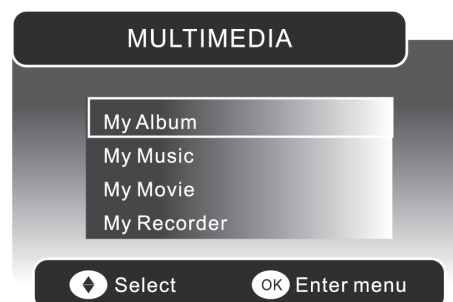 MULTIMEDIA
My Album
My Music
My Movie
My Recorder
Select OK Enter menu